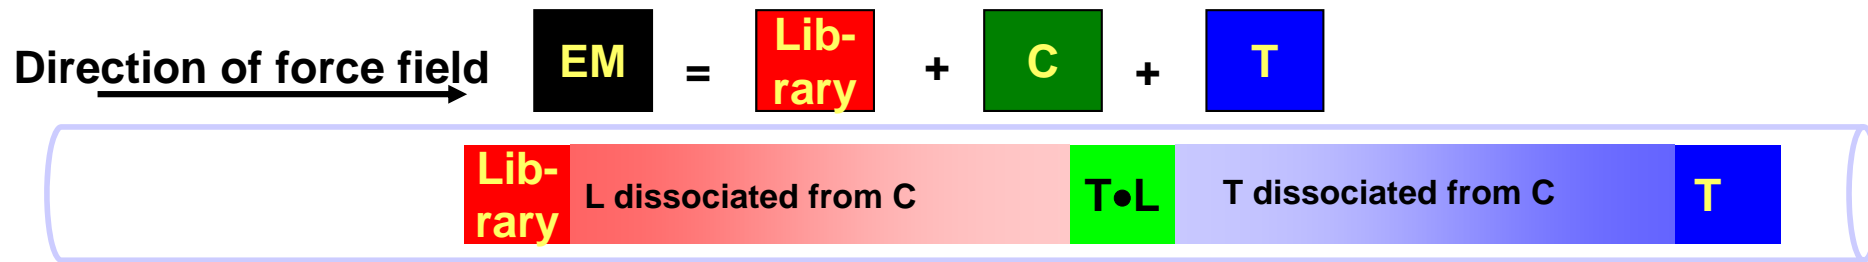 Direction of force field EM = Lib-
rary + C + T
Lib-
rary L dissociated from C T•L T dissociated from C T